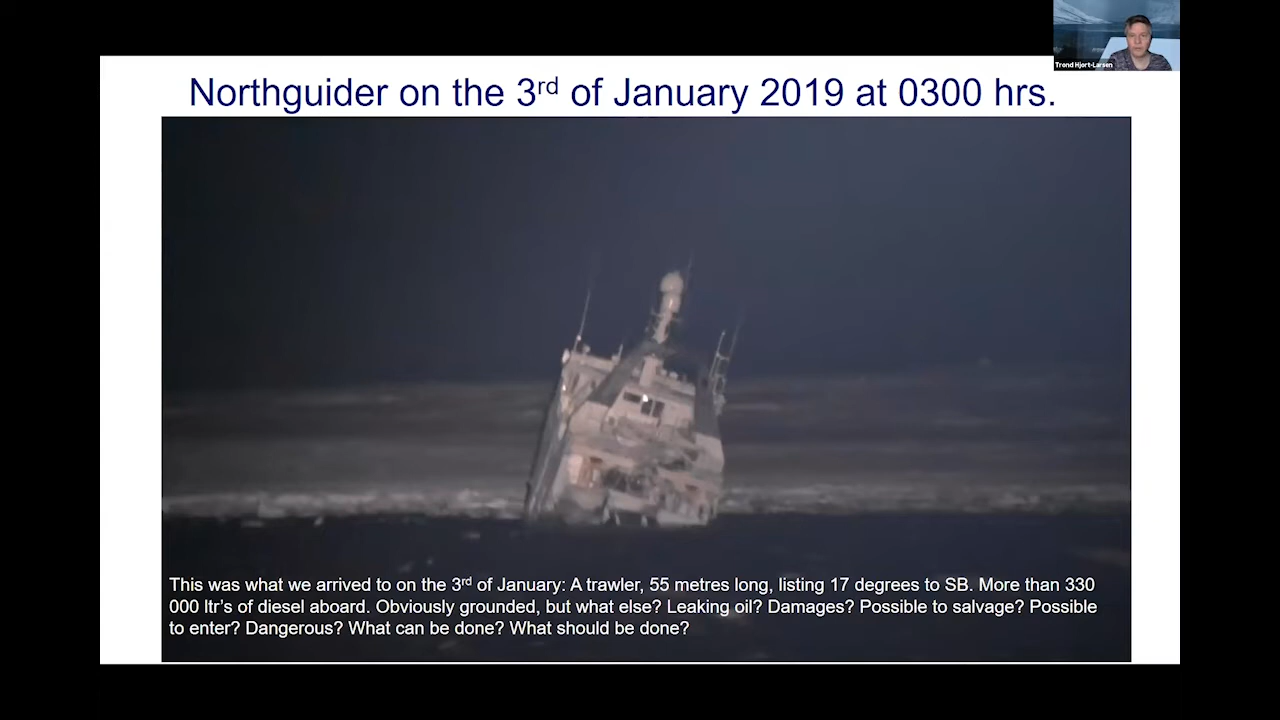 Trond Hjort-Larsen
Northguider on the 3rd of January 2019 at 0300 hrs.
This was what we arrived to on the 3rd of January: A trawler, 55 metres long, listing 17 degrees to SB. More than 330
000 ltr's of diesel aboard. Obviously grounded, but what else? Leaking oil? Damages? Possible to salvage? Possible
to enter? Dangerous? What can be done? What should be done?